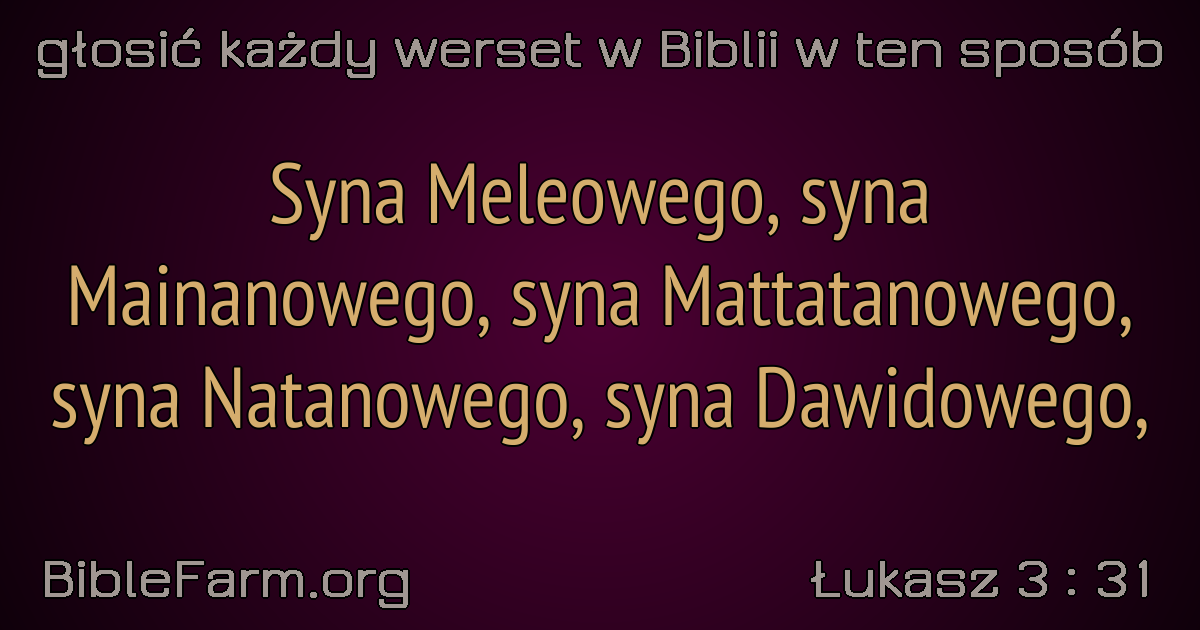 głosić każdy werset w Biblii w ten sposób
Syna Meleowego, syna
Mainanowego, syna Mattatanowego,
syna Natanowego, syna Dawidowego,
BibleFarm.org
Łukasz 3 : 31